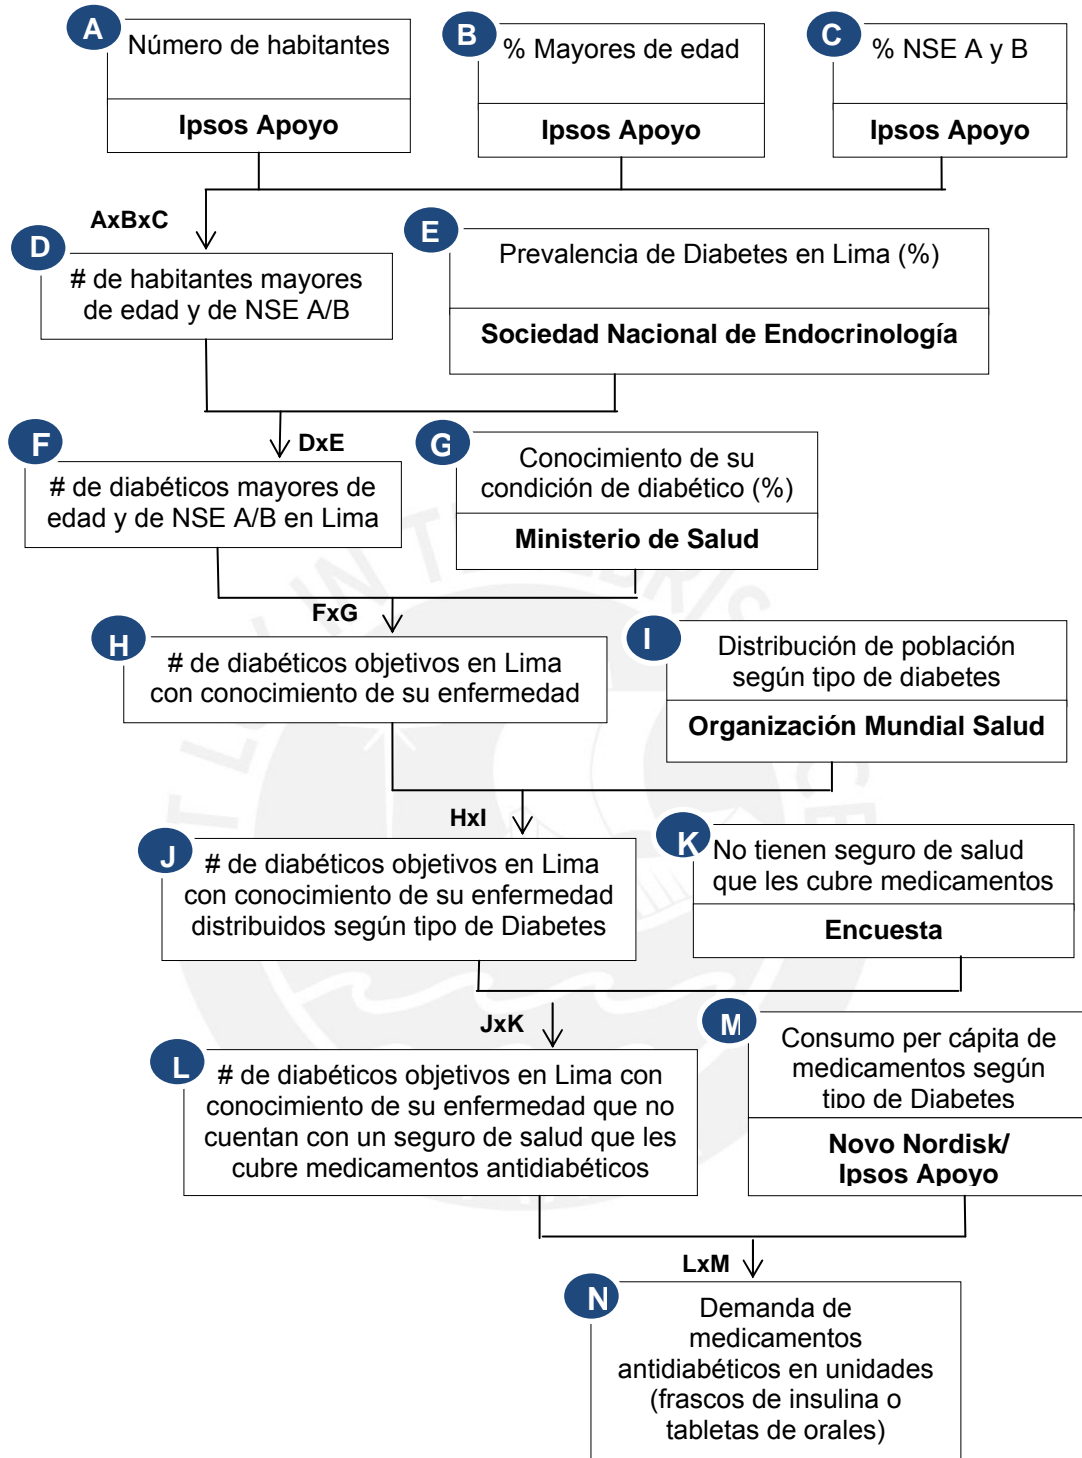 A
Número de habitantes
Ipsos Apoyo
B
% Mayores de edad
Ipsos Apoyo
C
% NSE A y B
Ipsos Apoyo
AxBxC
D
# de habitantes mayores
de edad y de NSE A/B
E
Prevalencia de Diabetes en Lima (%)
Sociedad Nacional de Endocrinología
DxE
F
# de diabéticos mayores de
edad y de NSE A/B en Lima
G
Conocimiento de su
condición de diabético (%)
Ministerio de Salud
FxG
H
# de diabéticos objetivos en Lima
con conocimiento de su enfermedad
I
Distribución de población
según tipo de diabetes
Organización Mundial Salud
HxI
J
# de diabéticos objetivos en Lima
con conocimiento de su enfermedad
distribuidos según tipo de Diabetes
K
No tienen seguro de salud
que les cubre medicamentos
Encuesta
JxK
L
# de diabéticos objetivos en Lima con
conocimiento de su enfermedad que no
cuentan con un seguro de salud que les
cubre medicamentos antidiabéticos
M
Consumo per cápita de
medicamentos según
tipo de Diabetes
Novo Nordisk/
Ipsos Apoyo
LxM
N
Demanda de
medicamentos
antidiabéticos en unidades
(frascos de insulina o
tabletas de orales)